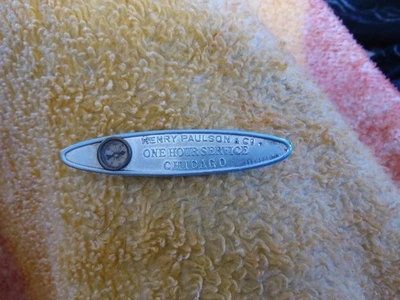 HENRY PAULSON & CO
ONE HOUR SERVICE
CHICAGO